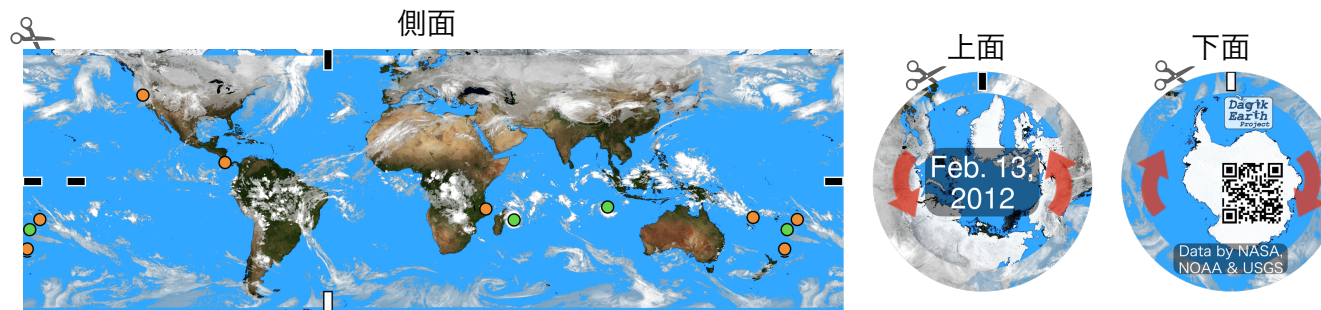 側面
上面
下面
Feb. 13,
2012
Dagik
Earth
Project
Data by NASA,
NOAA & USGS